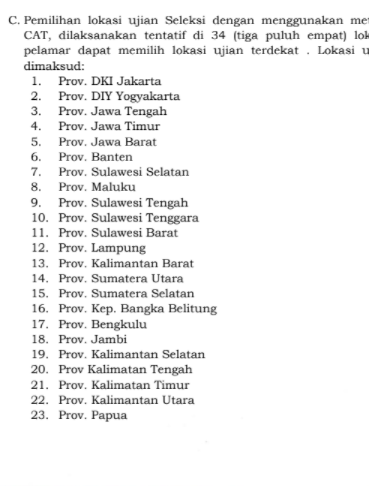 C. Pemilihan lokasi ujian Seleksi dengan menggunakan me
CAT, dilaksanakan tentatif di 34 (tiga puluh empat) lok
pelamar dapat memilih lokasi ujian terdekat . Lokasi u
dimaksud:
1. Prov. DKI Jakarta
2. Prov. DIY Yogyakarta
3. Prov. Jawa Tengah
4. Prov. Jawa Timur
5. Prov. Jawa Barat
6. Prov. Banten
7. Prov. Sulawesi Selatan
8. Prov. Maluku
9. Prov. Sulawesi Tengah
10. Prov. Sulawesi Tenggara
11. Prov. Sulawesi Barat
12. Prov. Lampung
13. Prov. Kalimantan Barat
14. Prov. Sumatera Utara
15. Prov. Sumatera Selatan
16. Prov. Kep. Bangka Belitung
17. Prov. Bengkulu
18. Prov. Jambi
19. Prov. Kalimantan Selatan
20. Prov Kalimatan Tengah
21. Prov. Kalimatan Timur
22. Prov. Kalimantan Utara
23. Prov. Papua